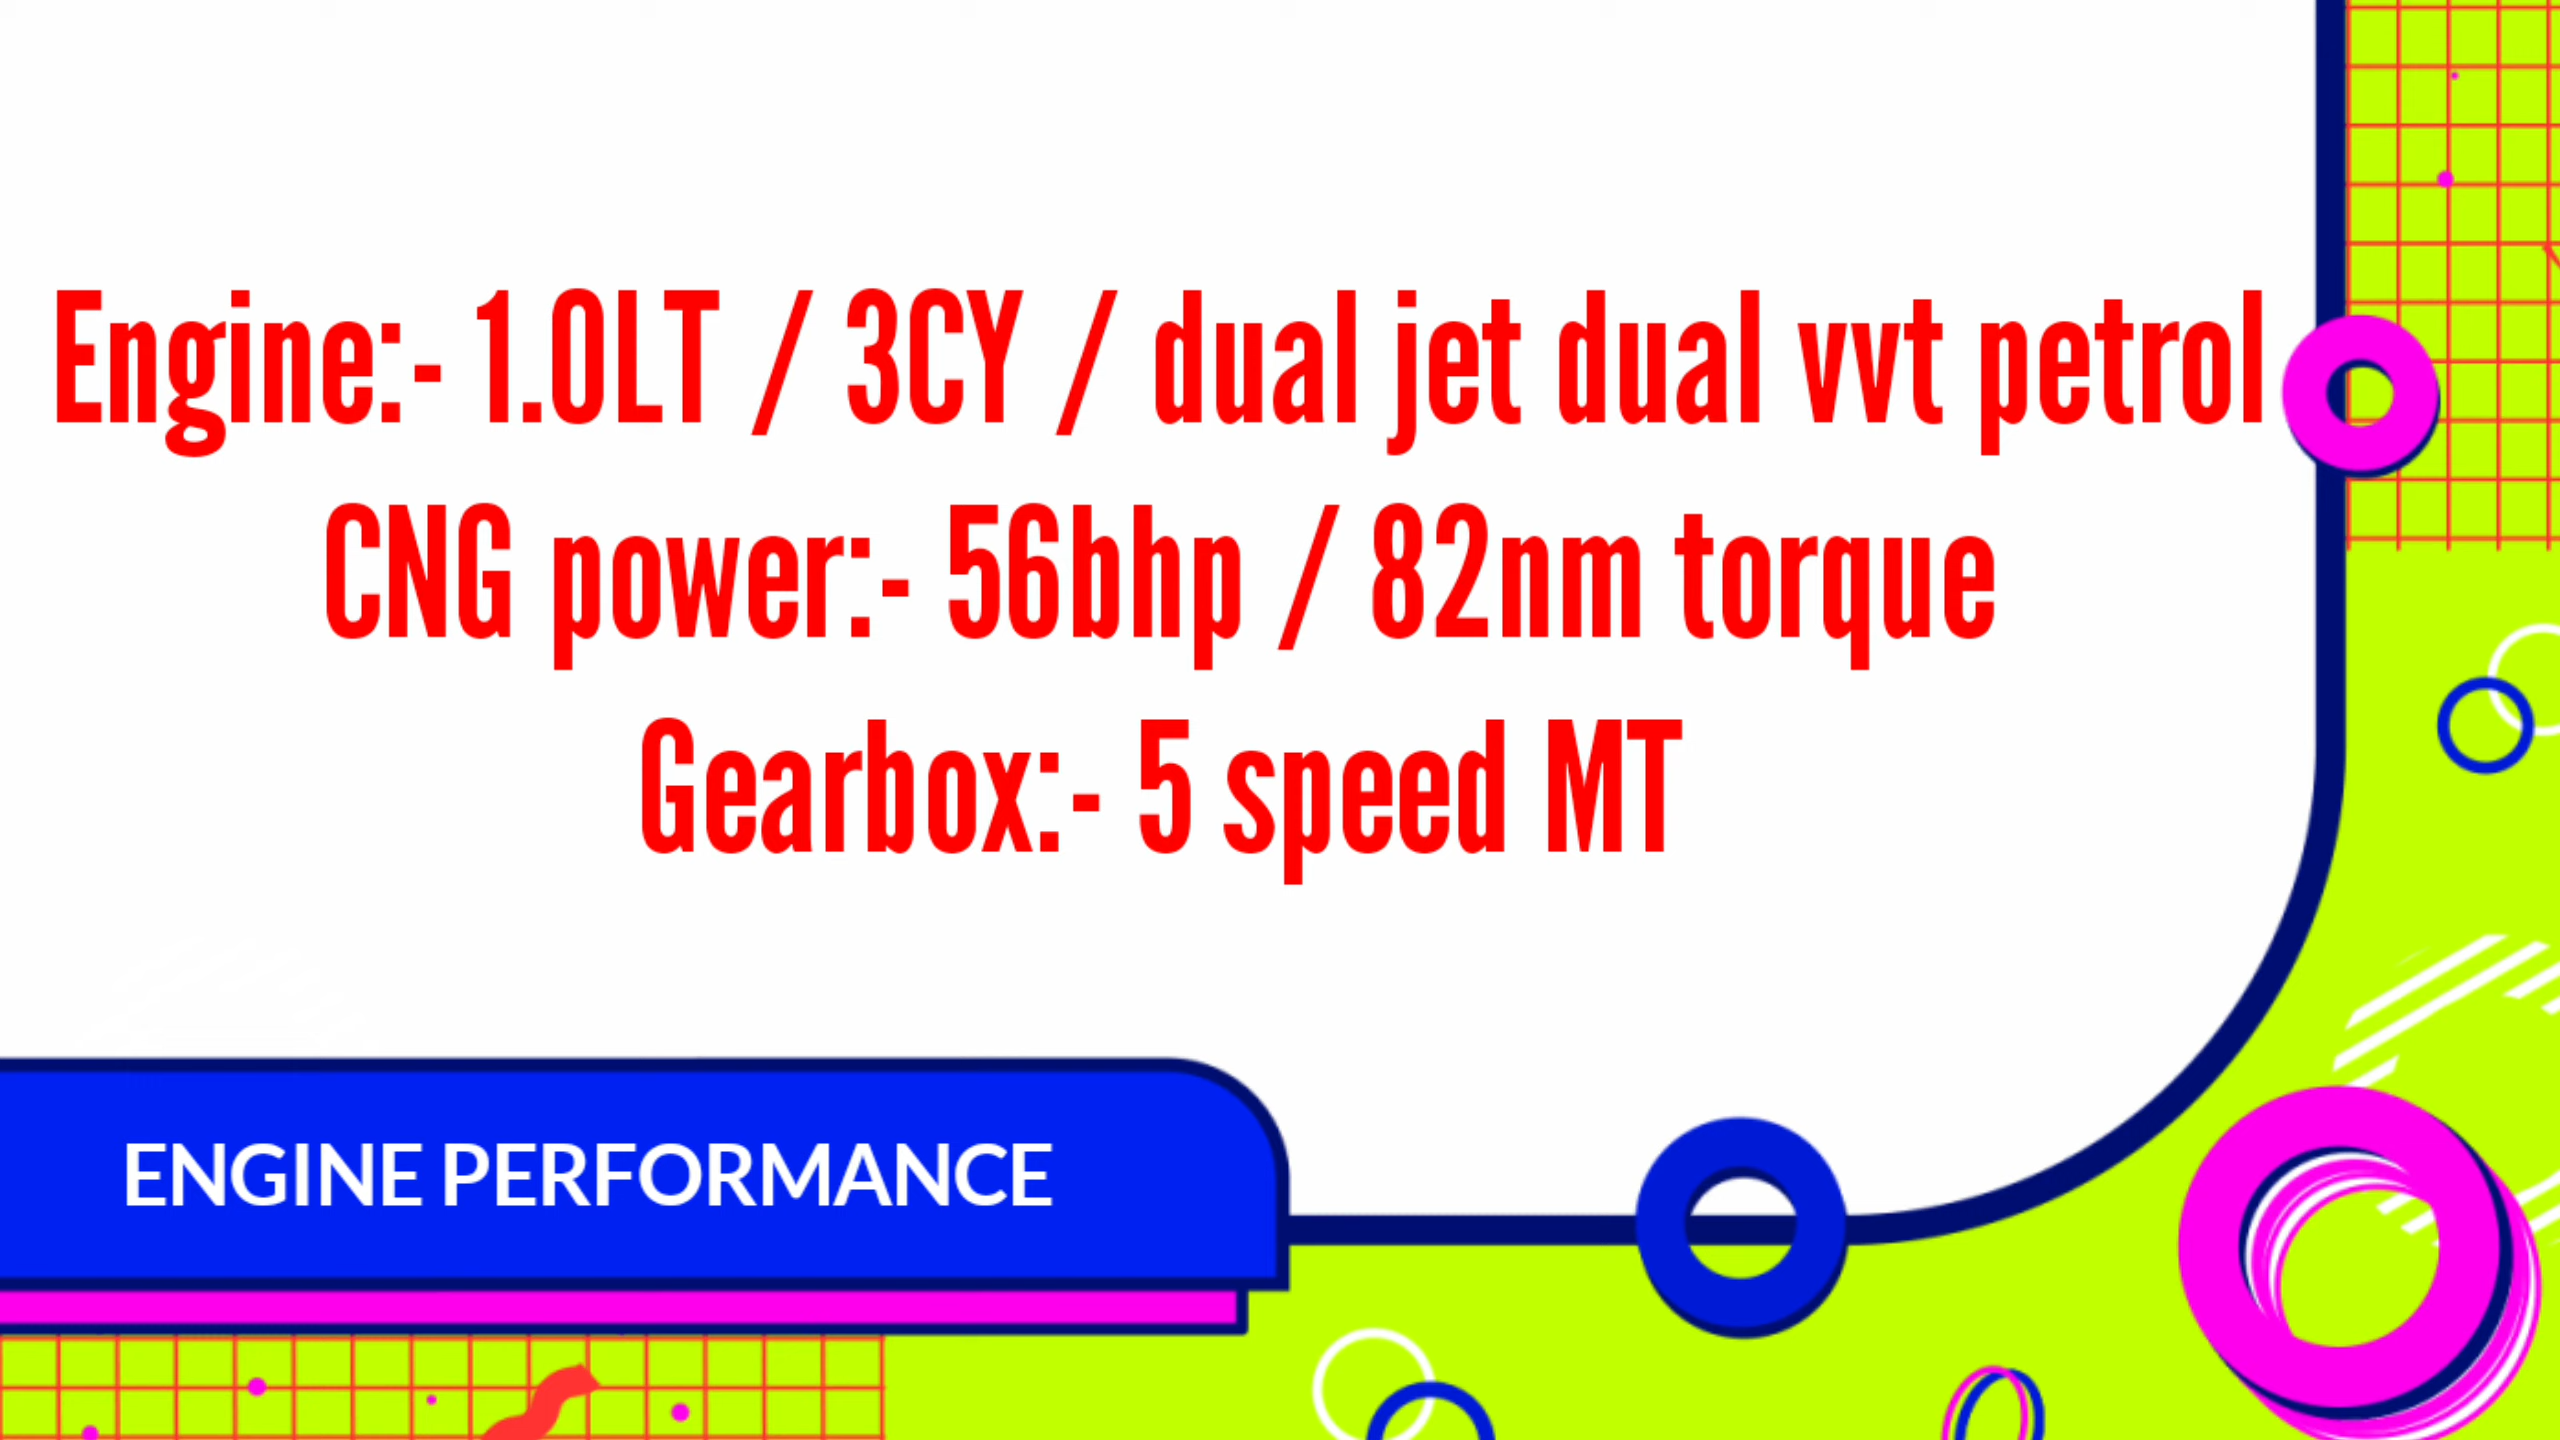 Engine:- 1.0LT / 3CY / dual jet dual vvt petrol
CNG power:- 56bhp / 82nm torque
Gearbox:- 5 speed MT
ENGINE PERFORMANCE